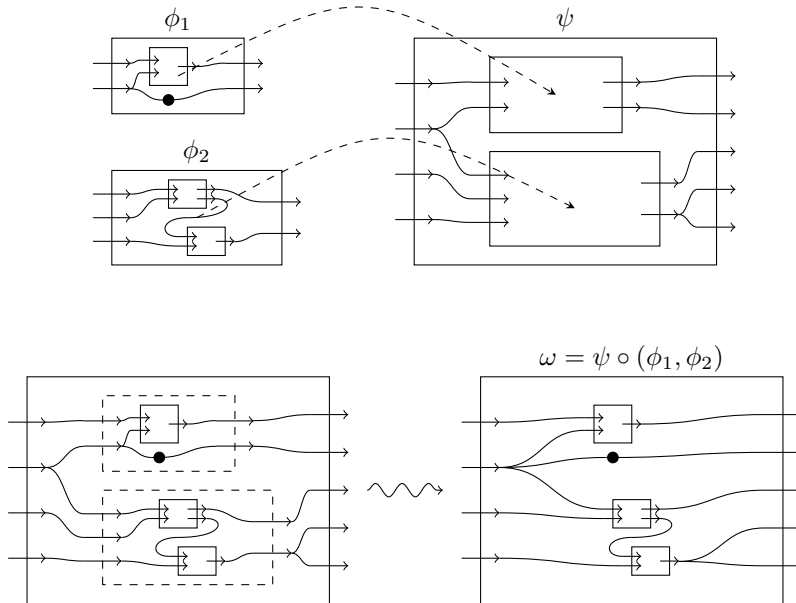 ϕ₁
ψ
ϕ₂
ω = ψ ∘ (ϕ₁, ϕ₂)